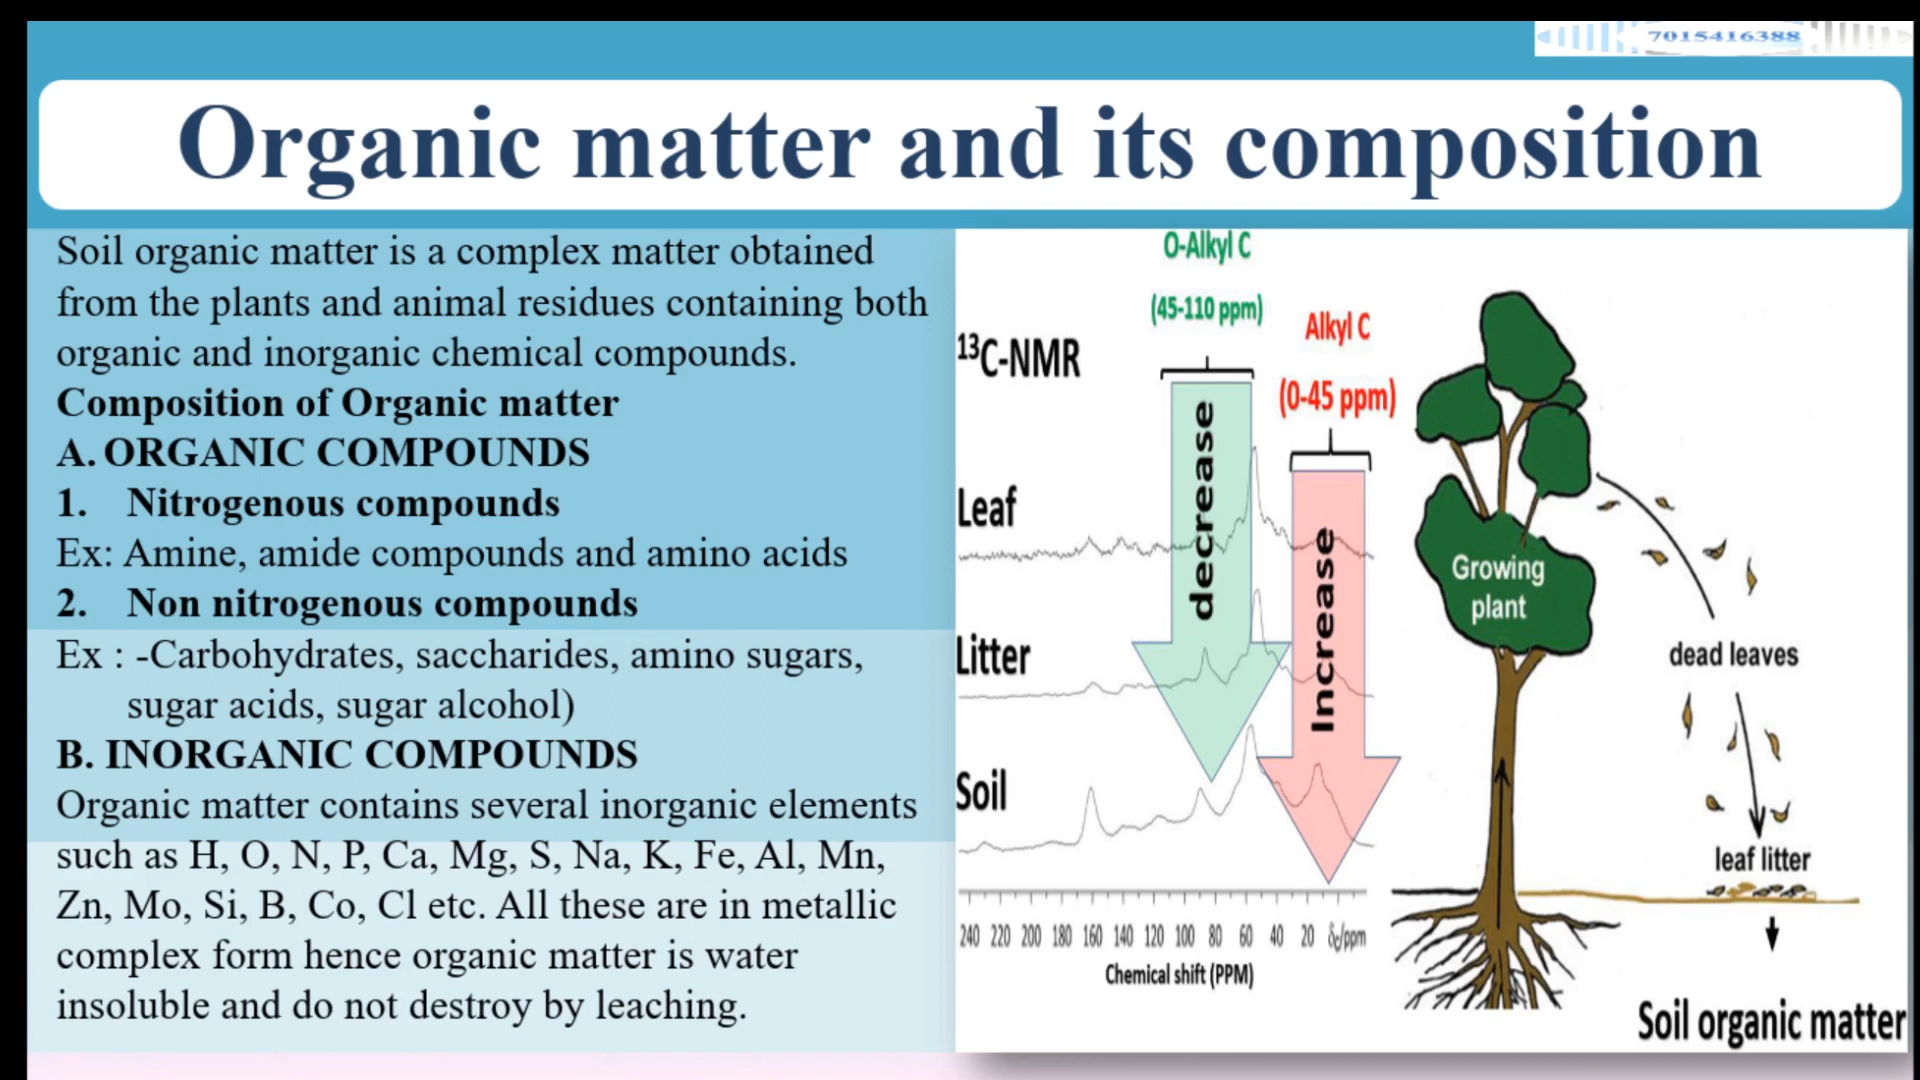 7015416388
Organic matter and its composition
Soil organic matter is a complex matter obtained
from the plants and animal residues containing both
organic and inorganic chemical compounds.
Composition of Organic matter
A. ORGANIC COMPOUNDS
1. Nitrogenous compounds
Ex: Amine, amide compounds and amino acids
2. Non nitrogenous compounds
Ex : -Carbohydrates, saccharides, amino sugars,
sugar acids, sugar alcohol)
B. INORGANIC COMPOUNDS
Organic matter contains several inorganic elements
such as H, O, N, P, Ca, Mg, S, Na, K, Fe, Al, Mn,
Zn, Mo, Si, B, Co, Cl etc. All these are in metallic
complex form hence organic matter is water
insoluble and do not destroy by leaching.
O-Alkyl C
(45-110 ppm)
Alkyl C
(0-45 ppm)
¹³C-NMR
decrease
Increase
Leaf
Litter
Soil
240 220 200 180 160 140 120 100 80 60 40 20 δc/ppm
Chemical shift (PPM)
Growing
plant
dead leaves
leaf litter
Soil organic matter